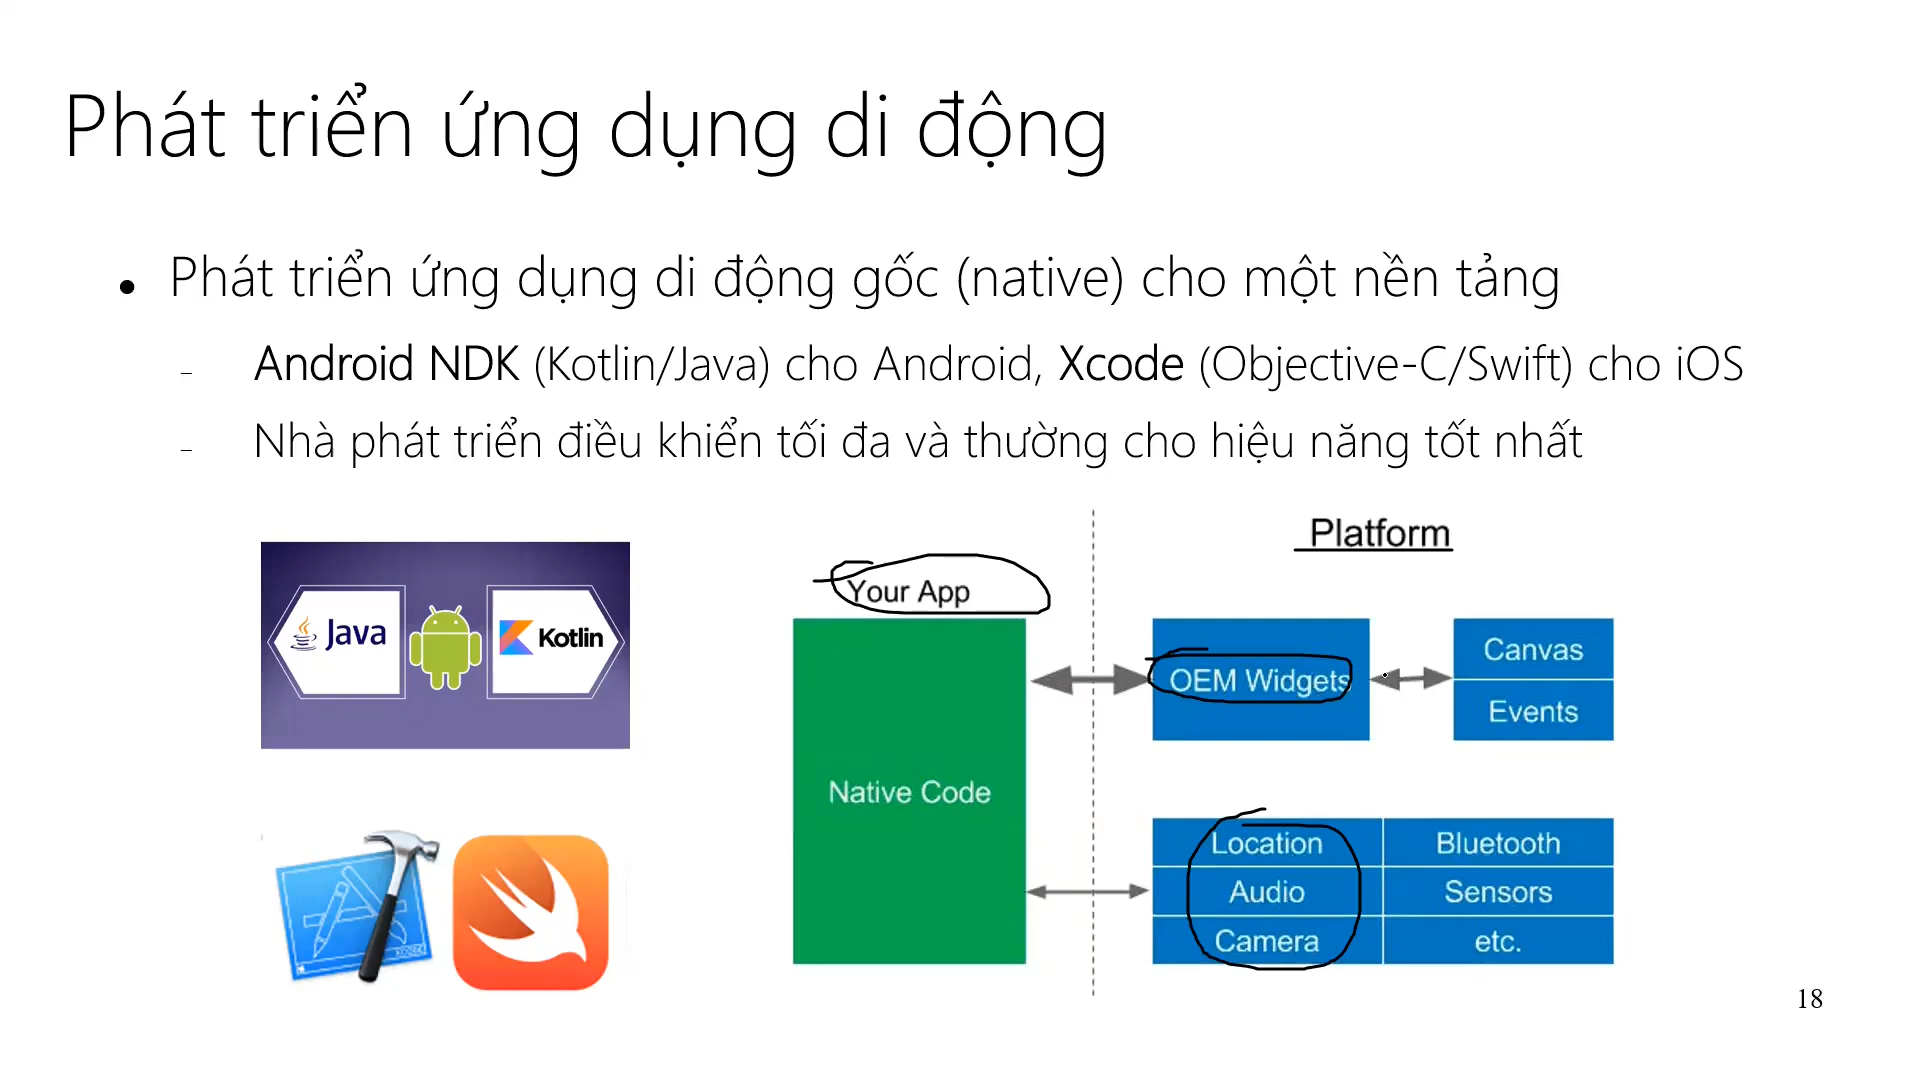 Phát triển ứng dụng di động
Phát triển ứng dụng di động gốc (native) cho một nền tảng
Android NDK (Kotlin/Java) cho Android, Xcode (Objective-C/Swift) cho iOS
Nhà phát triển điều khiển tối đa và thường cho hiệu năng tốt nhất
Java
Kotlin
Your App
Platform
Native Code
OEM Widgets
Canvas
Events
Location
Bluetooth
Audio
Sensors
Camera
etc.
18